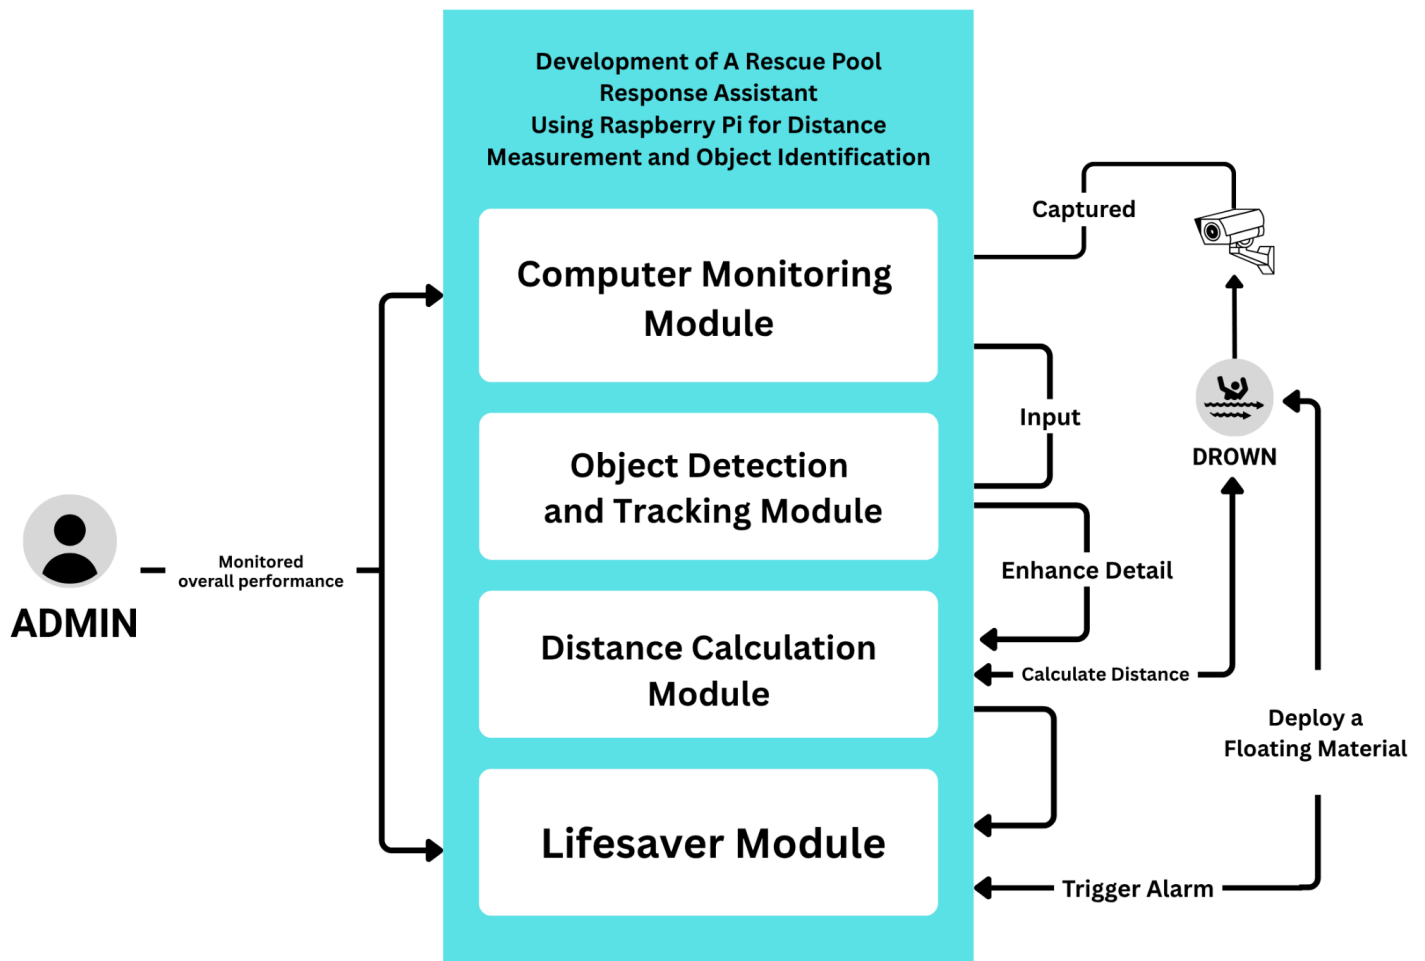 Development of A Rescue Pool
Response Assistant
Using Raspberry Pi for Distance
Measurement and Object Identification
Captured
Computer Monitoring
Module
Input
Object Detection
and Tracking Module
DROWN
Monitored
overall performance
ADMIN
Enhance Detail
Distance Calculation
Module
Calculate Distance
Deploy a
Floating Material
Lifesaver Module
Trigger Alarm